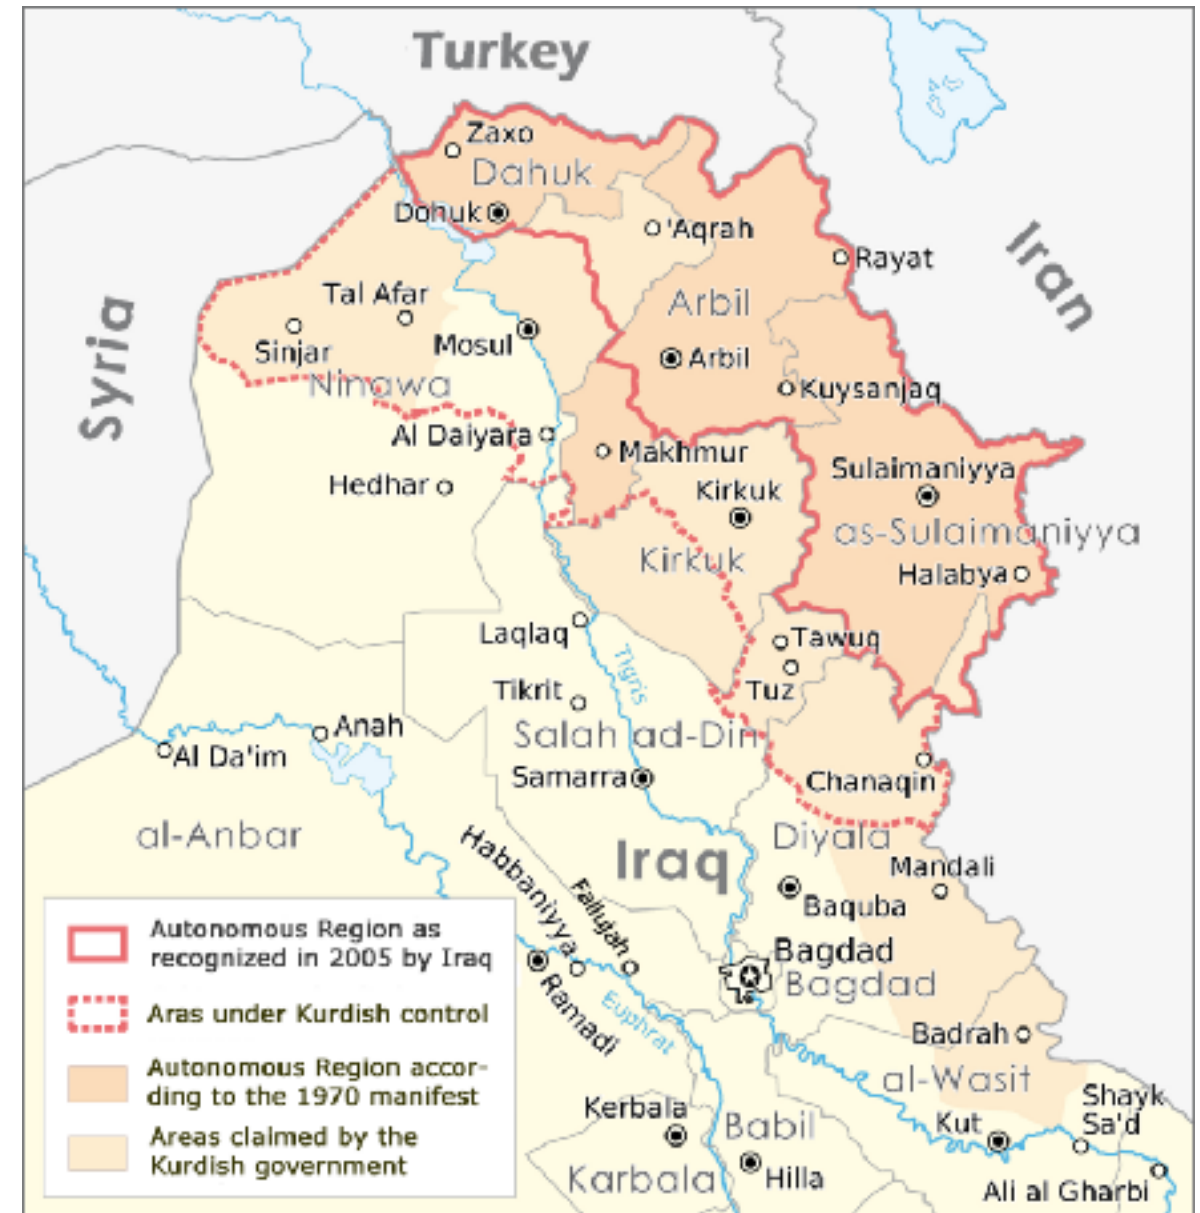 Turkey
Zaxo
Dahuk
Dohuk
'Aqrah
Rayat
Iran
Syria
Tal Afar
Sinjar
Mosul
Ninawa
Arbil
Arbil
Kuysanjaq
Al Daiyara
Makhmur
Hedhar
Kirkuk
Kirkuk
Sulaimaniyya
as-Sulaimaniyya
Halabya
Laqlaq
Tigris
Tawuq
Tuz
Tikrit
Salah ad-Din
Anah
Al Da'im
Samarra
Chanaqin
al-Anbar
Iraq
Diyala
Mandali
Habbaniyya
Fallujah
Baquba
Bagdad
Bagdad
Ramadi
Euphrat
Badrah
al-Wasit
Shayk
Sa'd
Kut
Kerbala
Babil
Karbala
Hilla
Ali al Gharbi
Autonomous Region as
recognized in 2005 by Iraq
Aras under Kurdish control
Autonomous Region accor-
ding to the 1970 manifest
Areas claimed by the
Kurdish government